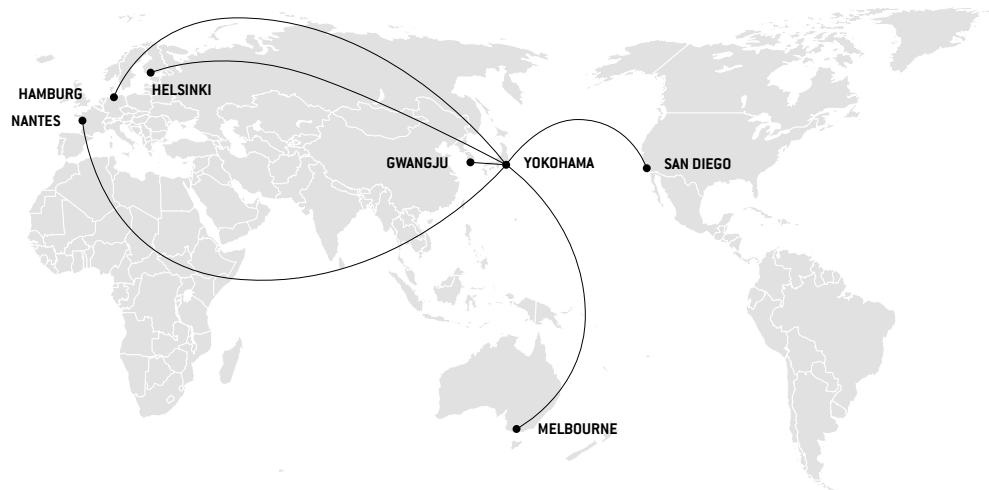 HAMBURG
HELSINKI
NANTES
GWANGJU
YOKOHAMA
SAN DIEGO
MELBOURNE